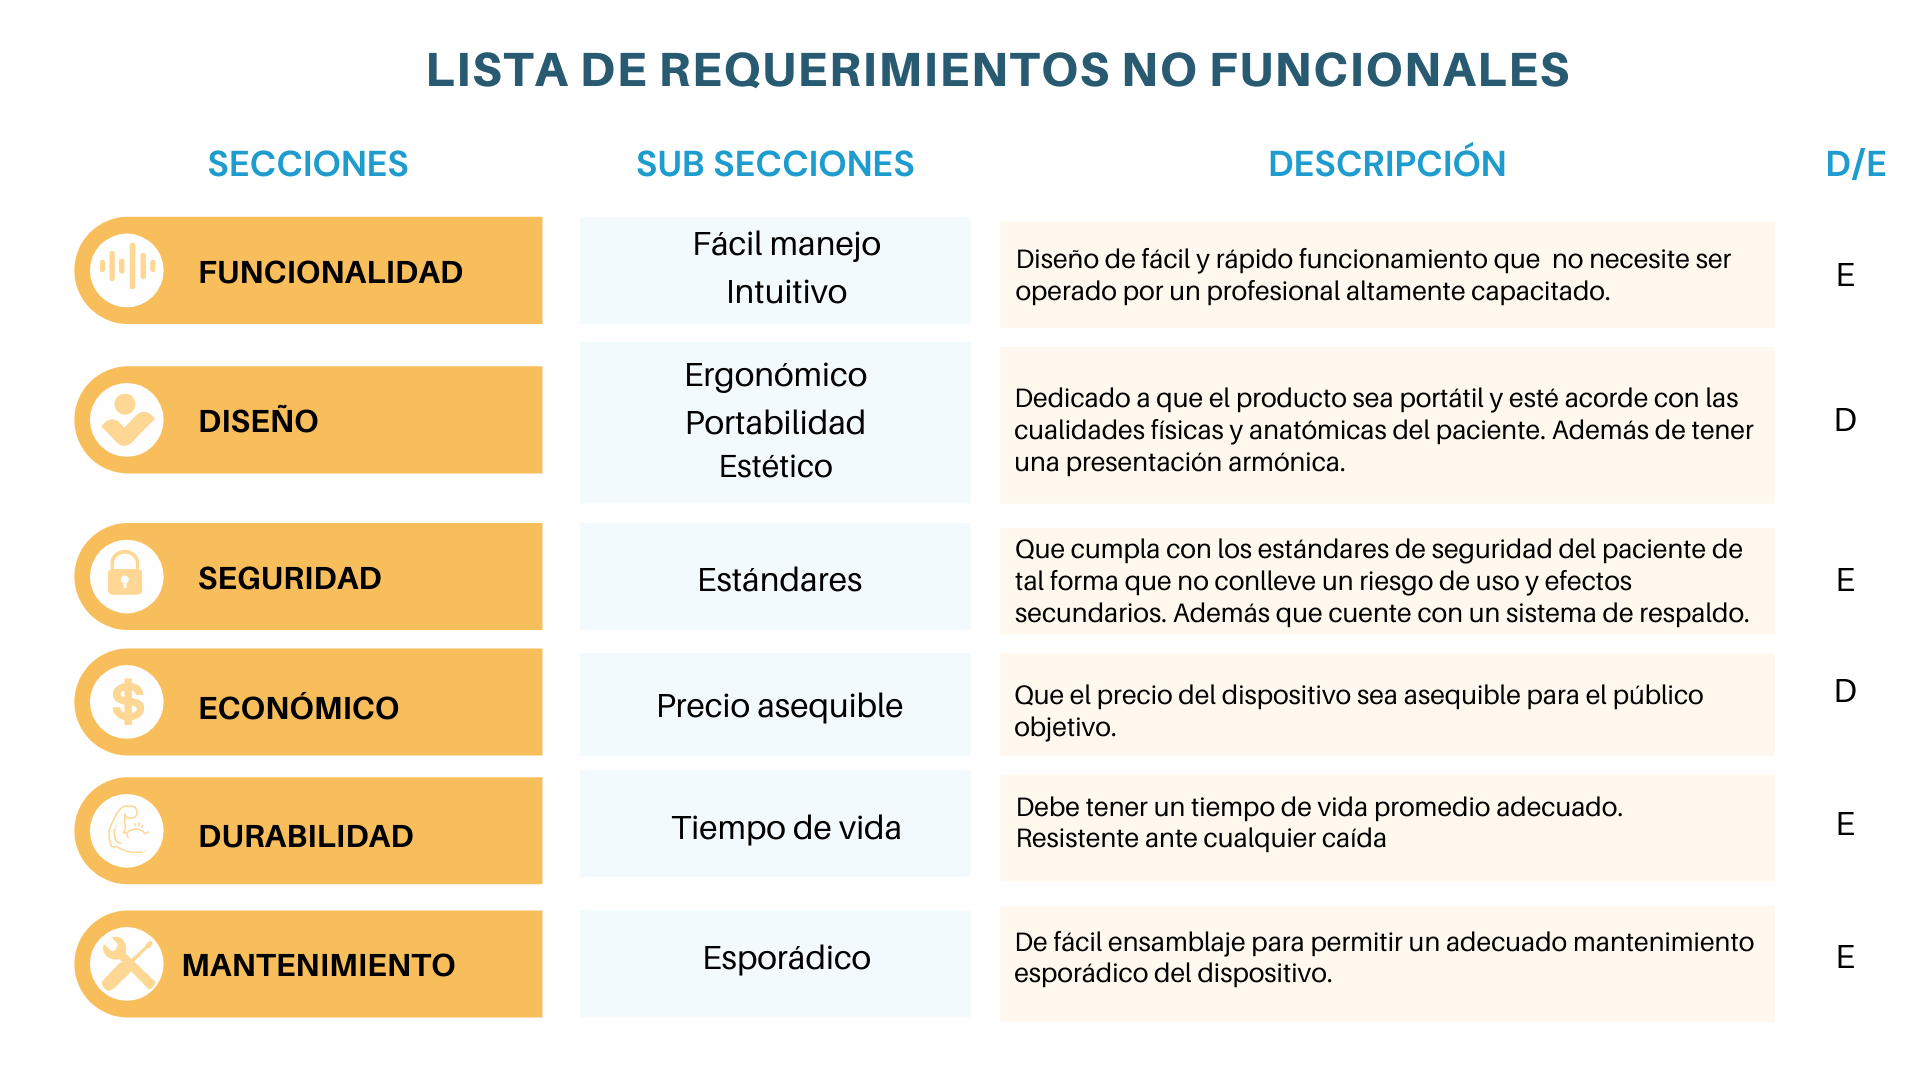 LISTA DE REQUERIMIENTOS NO FUNCIONALES
SECCIONES
SUB SECCIONES
DESCRIPCIÓN
D/E
FUNCIONALIDAD
Fácil manejo
Intuitivo
Diseño de fácil y rápido funcionamiento que  no necesite ser
operado por un profesional altamente capacitado.
E
DISEÑO
Ergonómico
Portabilidad
Estético
Dedicado a que el producto sea portátil y esté acorde con las
cualidades físicas y anatómicas del paciente. Además de tener
una presentación armónica.
D
SEGURIDAD
Estándares
Que cumpla con los estándares de seguridad del paciente de
tal forma que no conlleve un riesgo de uso y efectos
secundarios. Además que cuente con un sistema de respaldo.
E
$
ECONÓMICO
Precio asequible
Que el precio del dispositivo sea asequible para el público
objetivo.
D
DURABILIDAD
Tiempo de vida
Debe tener un tiempo de vida promedio adecuado.
Resistente ante cualquier caída
E
MANTENIMIENTO
Esporádico
De fácil ensamblaje para permitir un adecuado mantenimiento
esporádico del dispositivo.
E